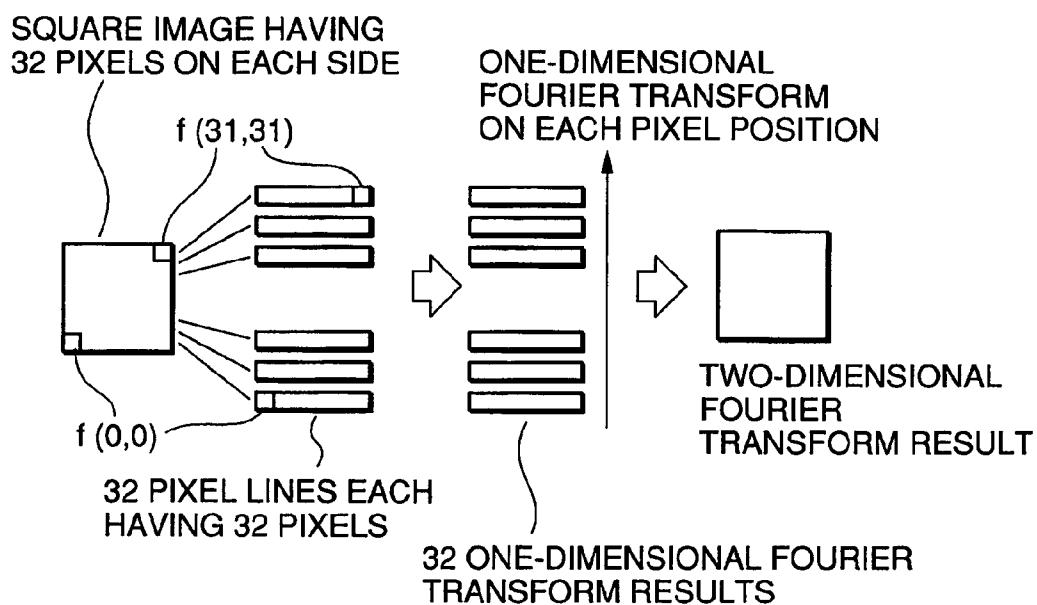 SQUARE IMAGE HAVING
32 PIXELS ON EACH SIDE
ONE-DIMENSIONAL
FOURIER TRANSFORM
ON EACH PIXEL POSITION
f (31,31)
f (0,0)
TWO-DIMENSIONAL
FOURIER
TRANSFORM RESULT
32 PIXEL LINES EACH
HAVING 32 PIXELS
32 ONE-DIMENSIONAL FOURIER
TRANSFORM RESULTS